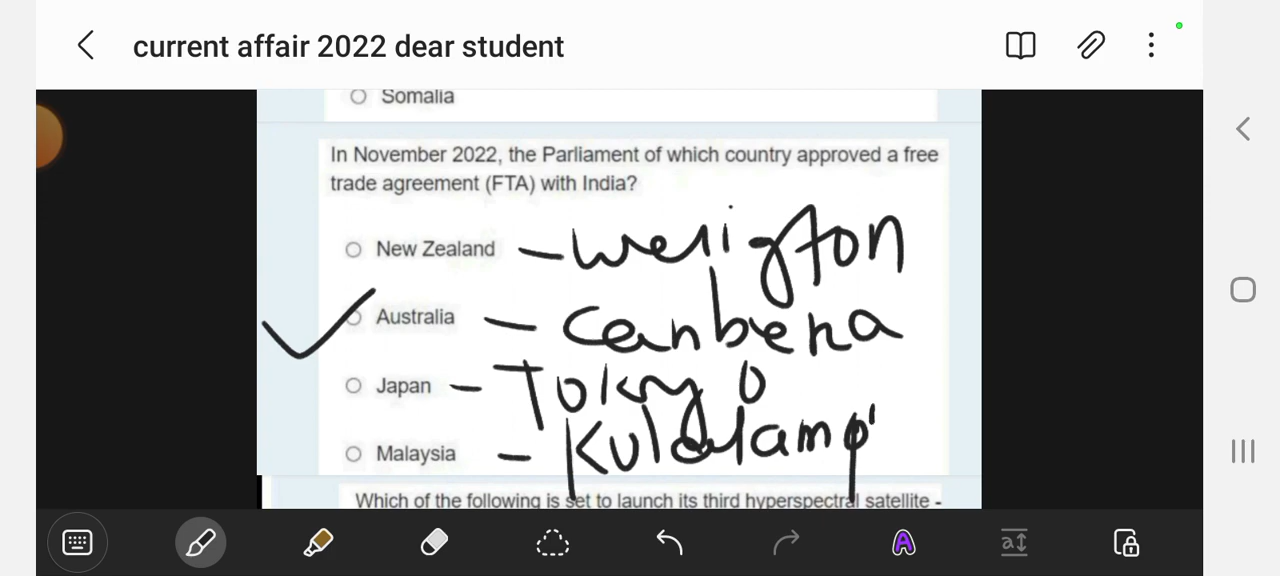 current affair 2022 dear student
Somalia
In November 2022, the Parliament of which country approved a free
trade agreement (FTA) with India?
New Zealand - weligton
Australia - Canbera
Japan - Tokyo
Malaysia - Kulalamp
Which of the following is set to launch its third hyperspectral satellite -